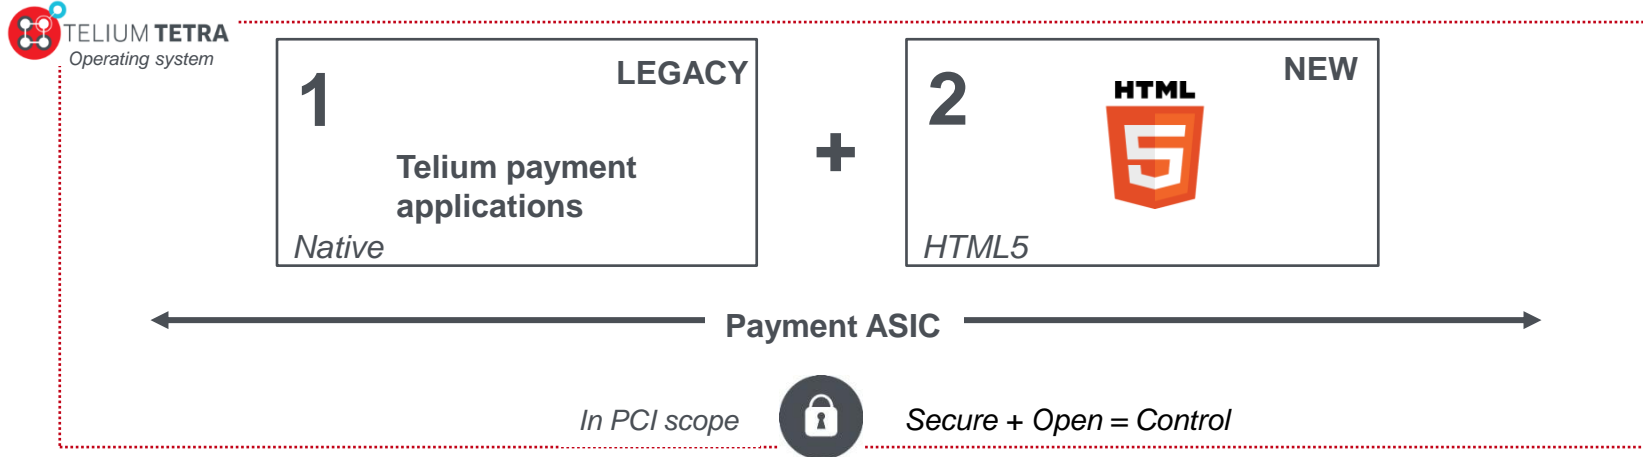 TELIUM TETRA
Operating system
1
LEGACY
Telium payment
applications
Native
+
2
NEW
HTML
5
HTML5
Payment ASIC
In PCI scope
Secure + Open = Control